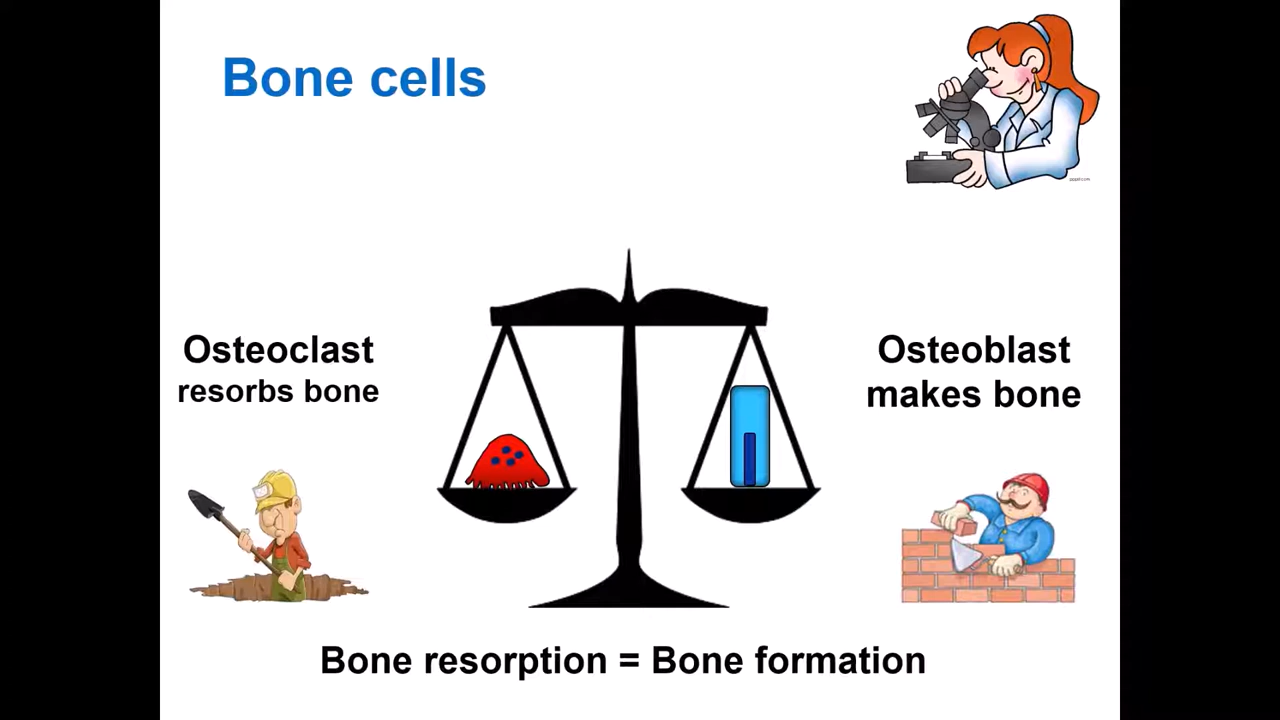 Bone cells
Osteoclast
resorbs bone
Osteoblast
makes bone
Bone resorption = Bone formation